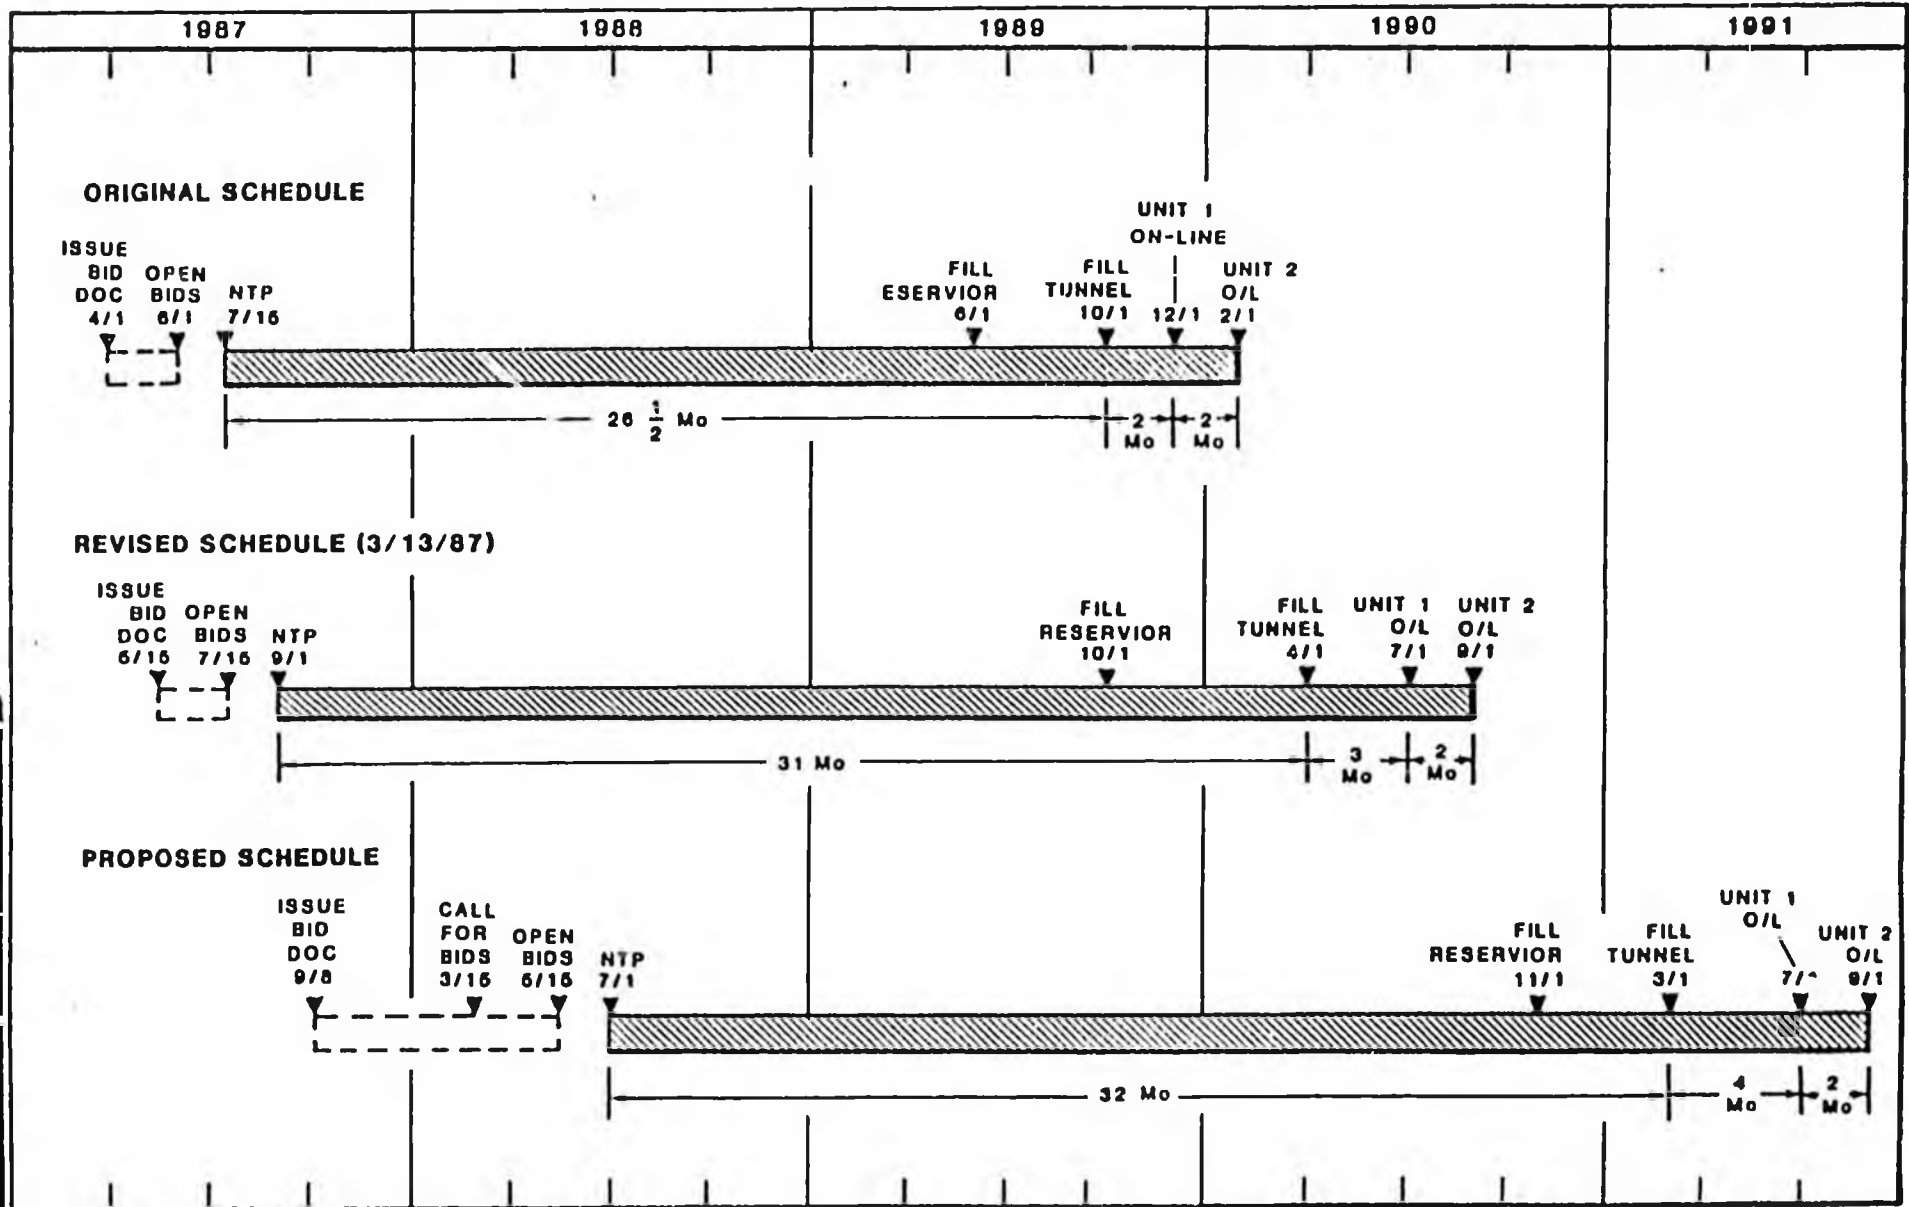 1987 1988 1989 1990 1991
ORIGINAL SCHEDULE
ISSUE
BID
DOC
4/1
OPEN
BIDS
6/1
NTP
7/15
FILL
ESERVIOR
6/1
FILL
TUNNEL
10/1
UNIT 1
ON-LINE
12/1
UNIT 2
O/L
2/1
26 1/2 Mo
2
Mo
2
Mo
REVISED SCHEDULE (3/13/87)
ISSUE
BID
DOC
5/15
OPEN
BIDS
7/15
NTP
9/1
FILL
RESERVIOR
10/1
FILL
TUNNEL
4/1
UNIT 1
O/L
7/1
UNIT 2
O/L
9/1
31 Mo
3
Mo
2
Mo
PROPOSED SCHEDULE
ISSUE
BID
DOC
9/8
CALL
FOR
BIDS
3/15
OPEN
BIDS
5/15
NTP
7/1
FILL
RESERVIOR
11/1
FILL
TUNNEL
3/1
UNIT 1
O/L
7/
UNIT 2
O/L
9/1
32 Mo
4
Mo
2
Mo